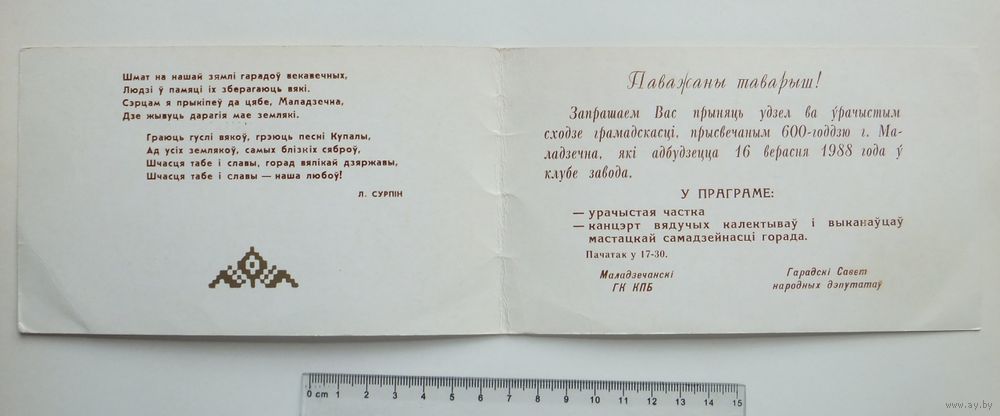 Шмат на нашай зямлі гарадоў векавечных,
Людзі ў памяці іх зберагаюць вякі.
Сэрцам я прыкіпеў да цябе, Маладзечна,
Дзе жывуць дарагія мае землякі.
Граюць гуслі вякоў, грэюць песні Купалы,
Ад усіх землякоў, самых блізкіх сяброў,
Шчасця табе і славы, горад вялікай дзяржавы,
Шчасця табе і славы — наша любоў!
Л. СУРПІН
Паважаны таварыш!
Запрашаем Вас прыняць удзел ва ўрачыстым
сходзе грамадскасці, прысвечаным 600-годдзю г. Ма-
ладзечна, які адбудзецца 16 верасня 1988 года ў
клубе завода.
У ПРАГРАМЕ:
— урачыстая частка
— канцэрт вядучых калектываў і выканаўцаў
мастацкай самадзейнасці горада.
Пачатак у 17-30.
Маладзечанскі
ГК КПБ
Гарадскі Савет
народных дэпутатаў
0 cm 1 2 3 4 5 6 7 8 9 10 11 12 13 14 15
www.ay.by